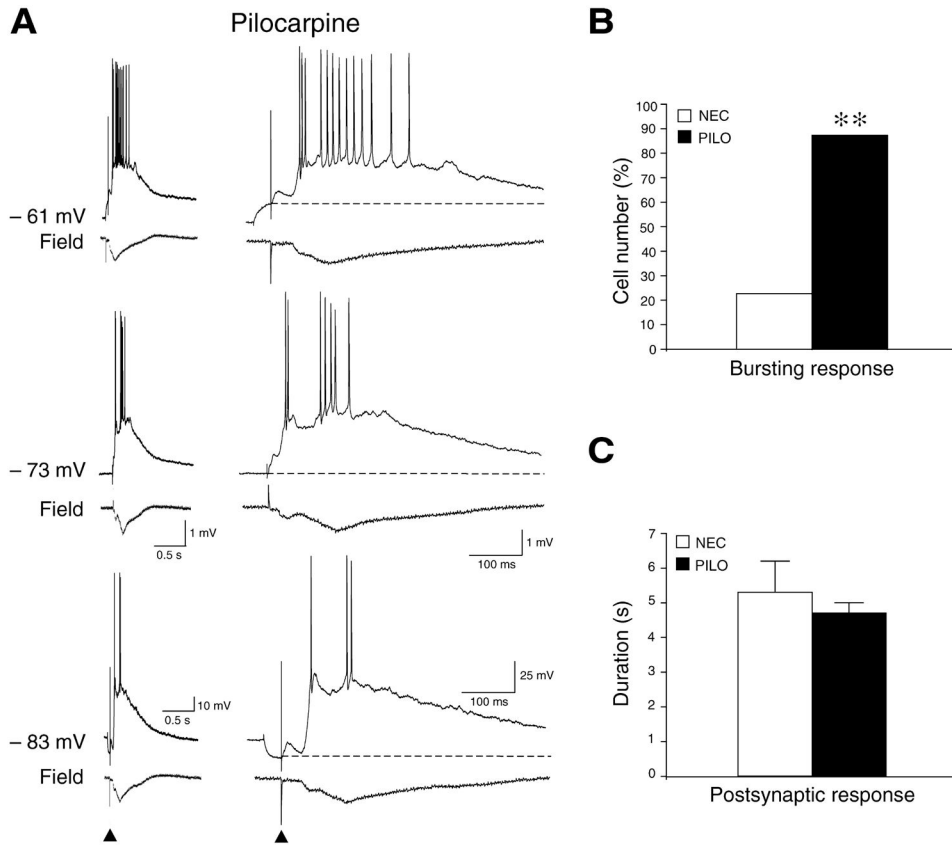 A
Pilocarpine
– 61 mV
Field
– 73 mV
Field
1 mV
0.5 s
1 mV
100 ms
– 83 mV
10 mV
0.5 s
25 mV
100 ms
Field
B
100
90
80
70
60
50
40
30
20
10
0
Cell number (%)
NEC
PILO
**
Bursting response
C
7
6
5
4
3
2
1
0
Duration (s)
NEC
PILO
Postsynaptic response